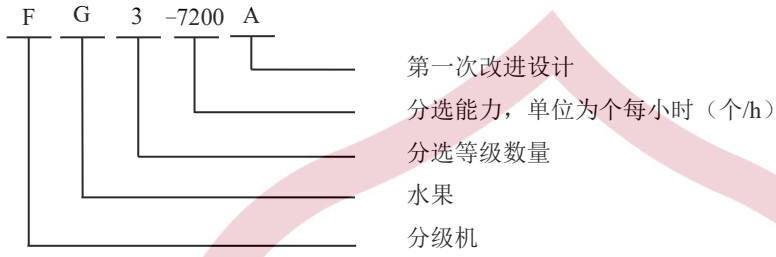 F G 3 -7200 A
第一次改进设计
分选能力，单位为个每小时（个/h）
分选等级数量
水果
分级机